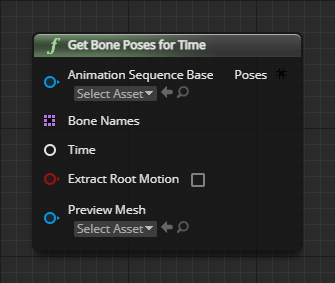 Get Bone Poses for Time
Animation Sequence Base Poses
Select Asset
Bone Names
Time
Extract Root Motion
Preview Mesh
Select Asset